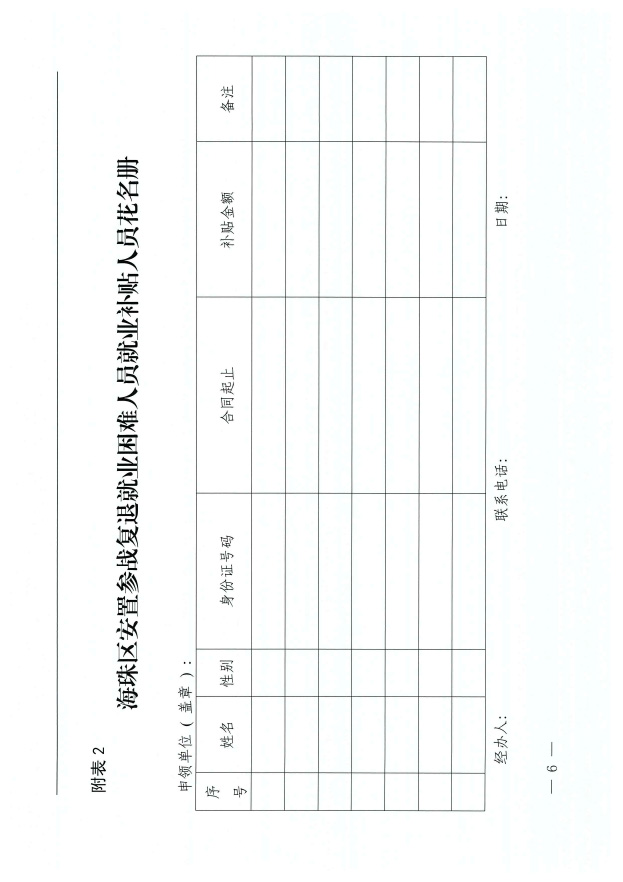 附表 2
海珠区安置参战复退就业困难人员就业补贴人员花名册
申领单位（盖章）：
序号 姓名 性别 身份证号码 合同起止 补贴金额 备注
经办人： 联系电话： 日期：
— 6 —